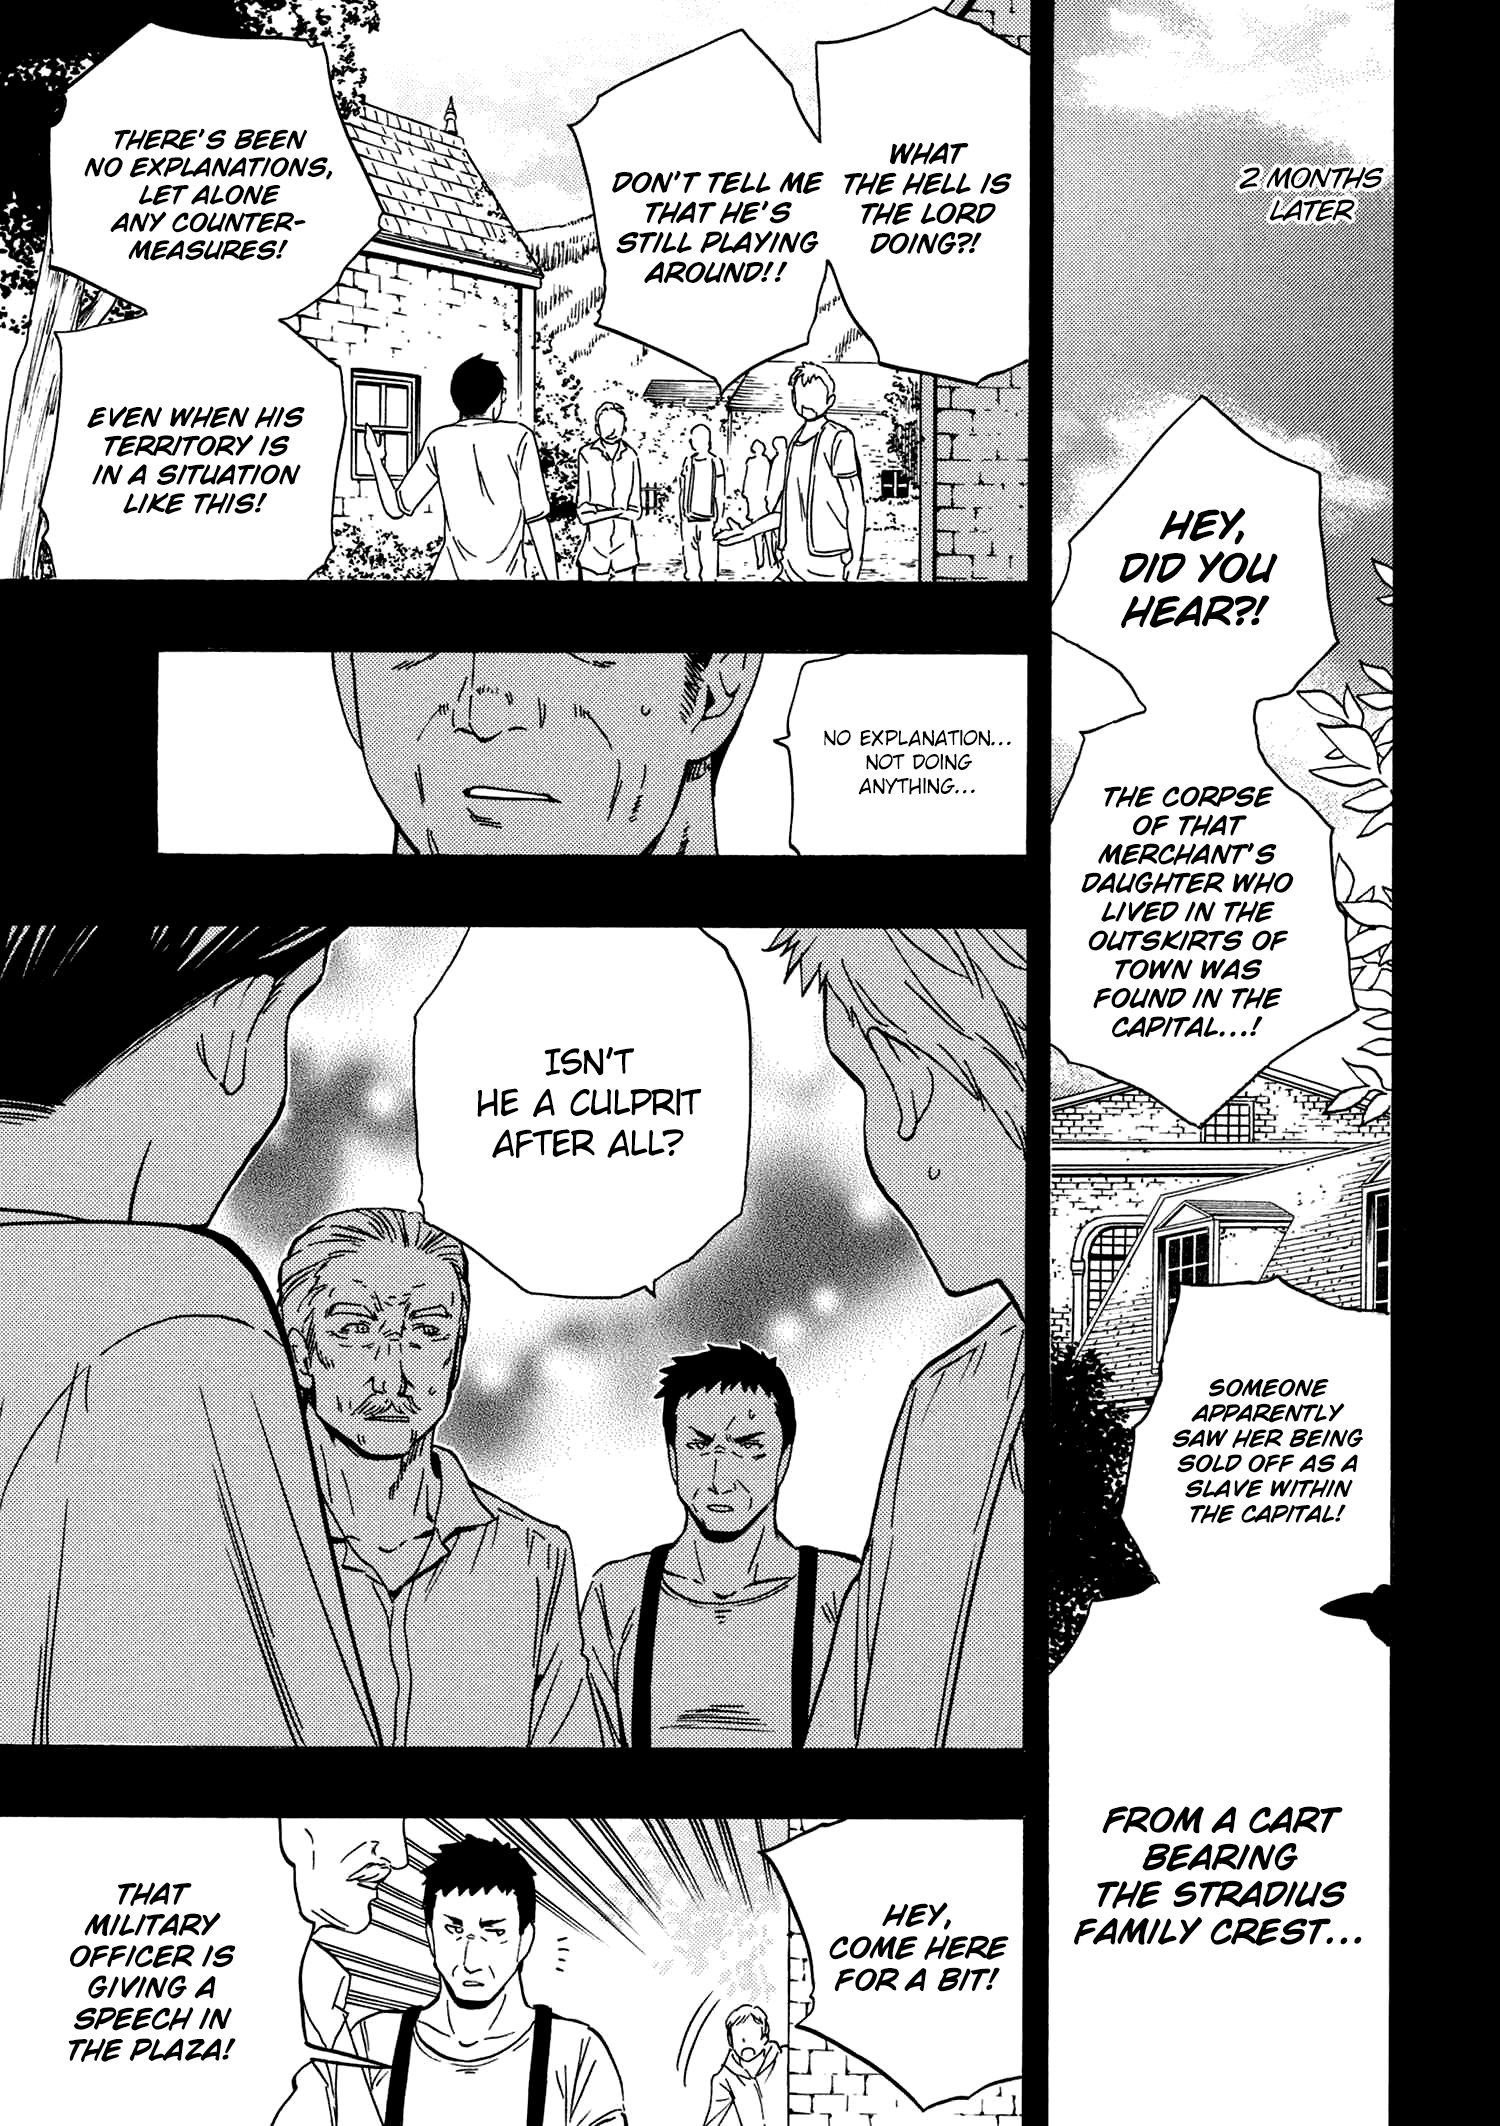 2 MONTHS
LATER
HEY,
DID YOU
HEAR?!
THE CORPSE
OF THAT
MERCHANT'S
DAUGHTER WHO
LIVED IN THE
OUTSKIRTS OF
TOWN WAS
FOUND IN THE
CAPITAL...!
SOMEONE
APPARENTLY
SAW HER BEING
SOLD OFF AS A
SLAVE WITHIN
THE CAPITAL!
FROM A CART
BEARING
THE STRADIUS
FAMILY CREST...
WHAT
THE HELL IS
THE LORD
DOING?!
DON'T TELL ME
THAT HE'S
STILL PLAYING
AROUND!!
THERE'S BEEN
NO EXPLANATIONS,
LET ALONE
ANY COUNTER-
MEASURES!
EVEN WHEN HIS
TERRITORY IS
IN A SITUATION
LIKE THIS!
NO EXPLANATION...
NOT DOING
ANYTHING...
ISN'T
HE A CULPRIT
AFTER ALL?
HEY,
COME HERE
FOR A BIT!
THAT
MILITARY
OFFICER IS
GIVING A
SPEECH IN
THE PLAZA!